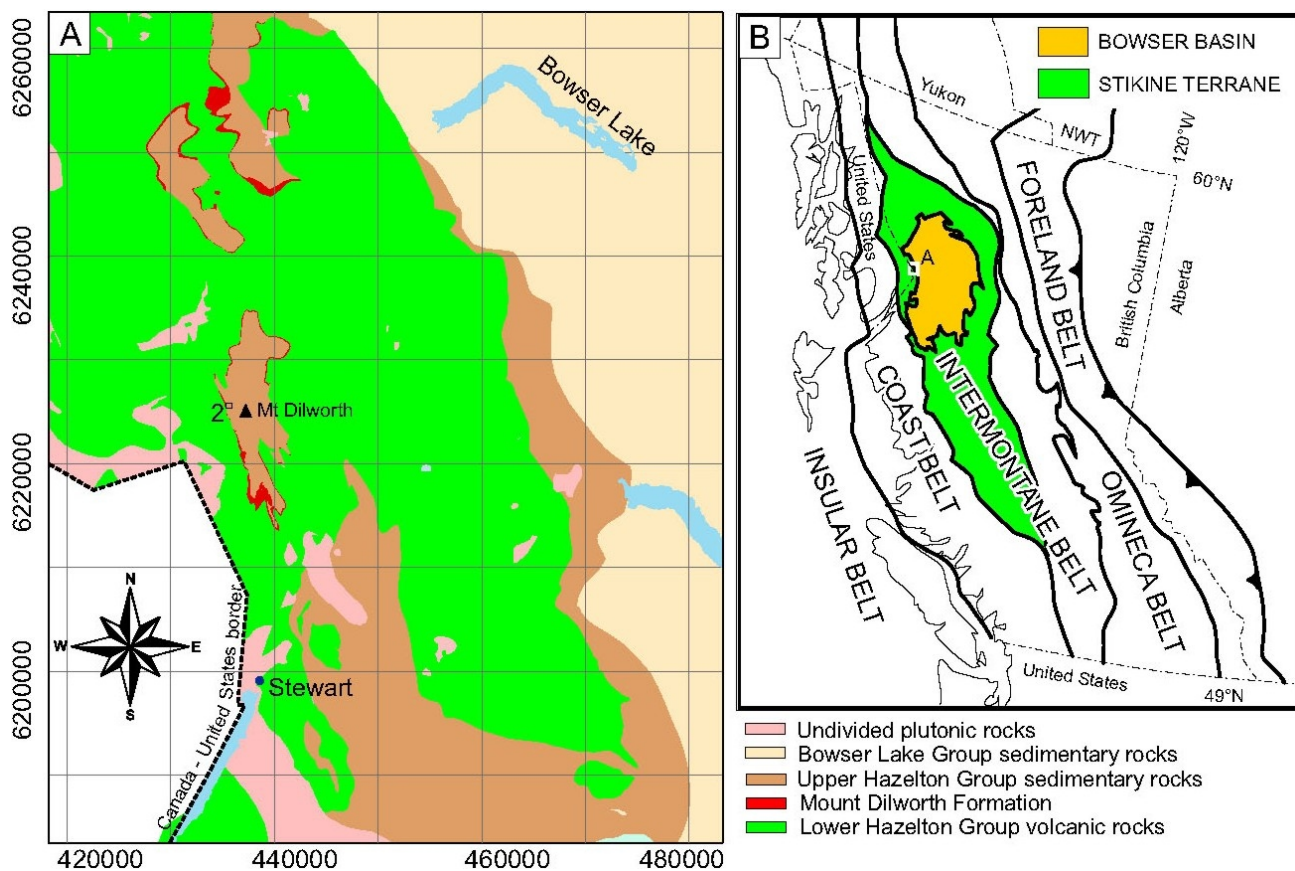 A
Bowser Lake
6260000
6240000
6220000
6200000
2
Mt Dilworth
N
W
E
S
Stewart
Canada - United States border
420000
440000
460000
480000
B
BOWSER BASIN
STIKINE TERRANE
Yukon
NWT
120°W
60°N
United States
A
FORELAND BELT
British Columbia
Alberta
COAST BELT
INTERMONTANE BELT
INSULAR BELT
OMINECA BELT
United States
49°N
Undivided plutonic rocks
Bowser Lake Group sedimentary rocks
Upper Hazelton Group sedimentary rocks
Mount Dilworth Formation
Lower Hazelton Group volcanic rocks